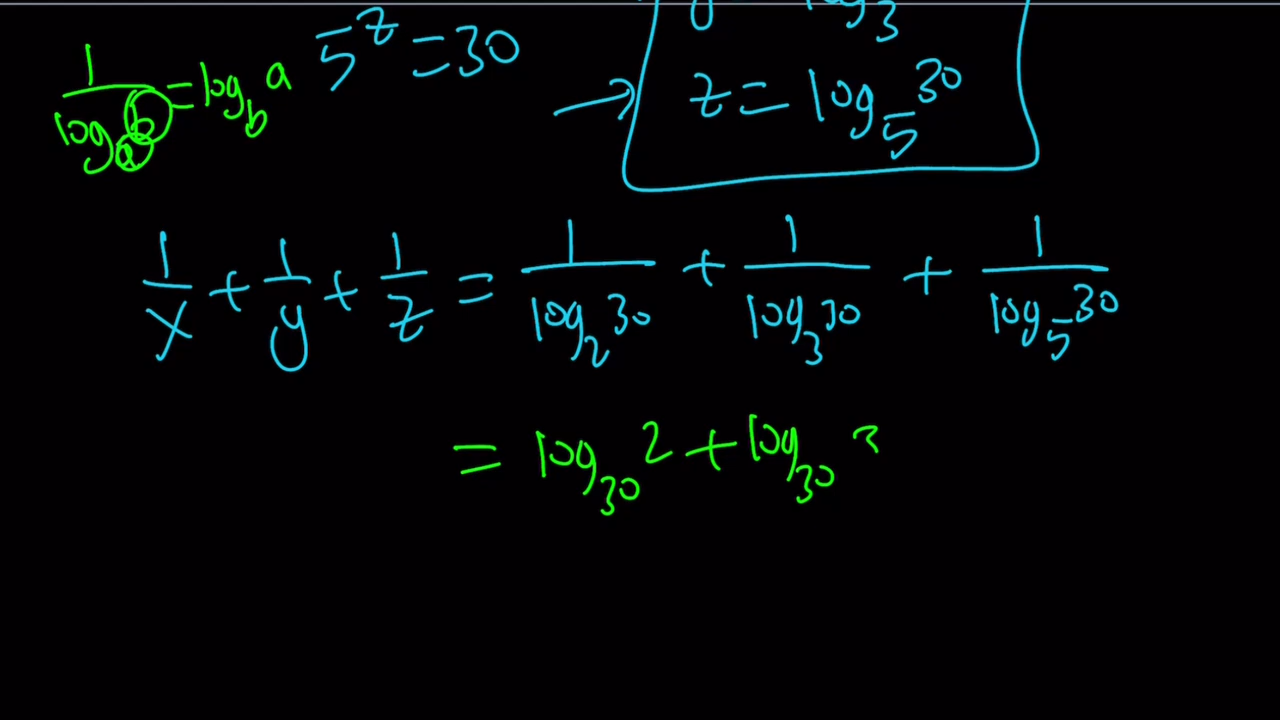 y = log_3
1/(log_a b) = log_b a 5^z = 30
→ z = log_5 30
1/x + 1/y + 1/z = 1/(log_2 30) + 1/(log_3 30) + 1/(log_5 30)
= log_30 2 + log_30 3